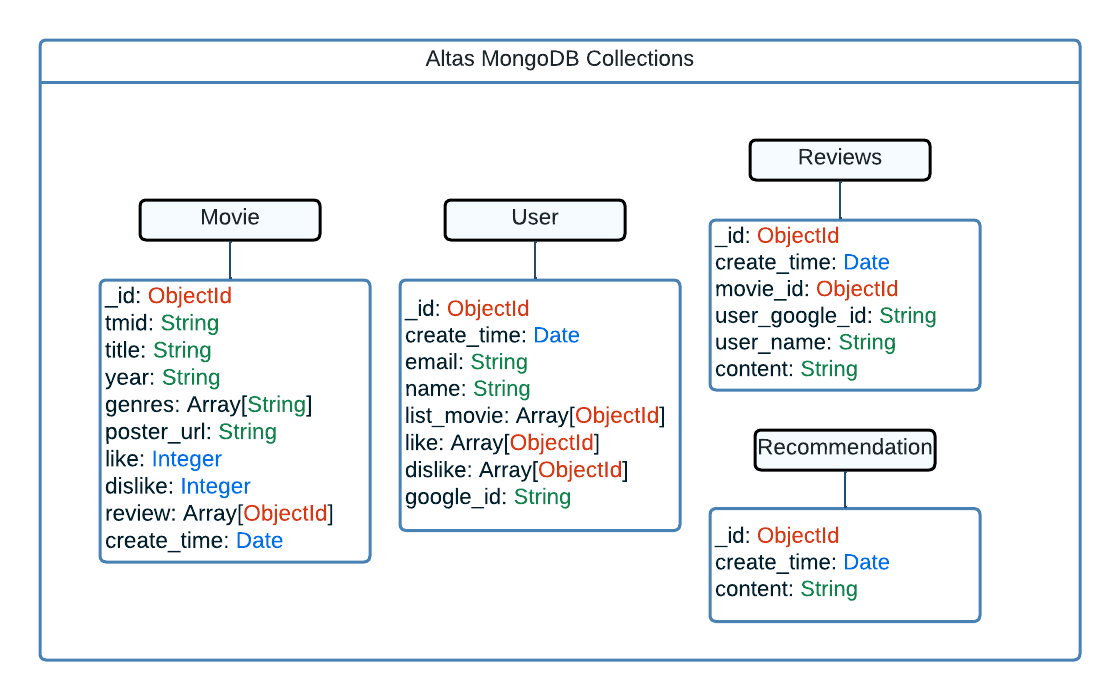 Altas MongoDB Collections
Movie
_id: ObjectId
tmid: String
title: String
year: String
genres: Array[String]
poster_url: String
like: Integer
dislike: Integer
review: Array[ObjectId]
create_time: Date
User
_id: ObjectId
create_time: Date
email: String
name: String
list_movie: Array[ObjectId]
like: Array[ObjectId]
dislike: Array[ObjectId]
google_id: String
Reviews
_id: ObjectId
create_time: Date
movie_id: ObjectId
user_google_id: String
user_name: String
content: String
Recommendation
_id: ObjectId
create_time: Date
content: String